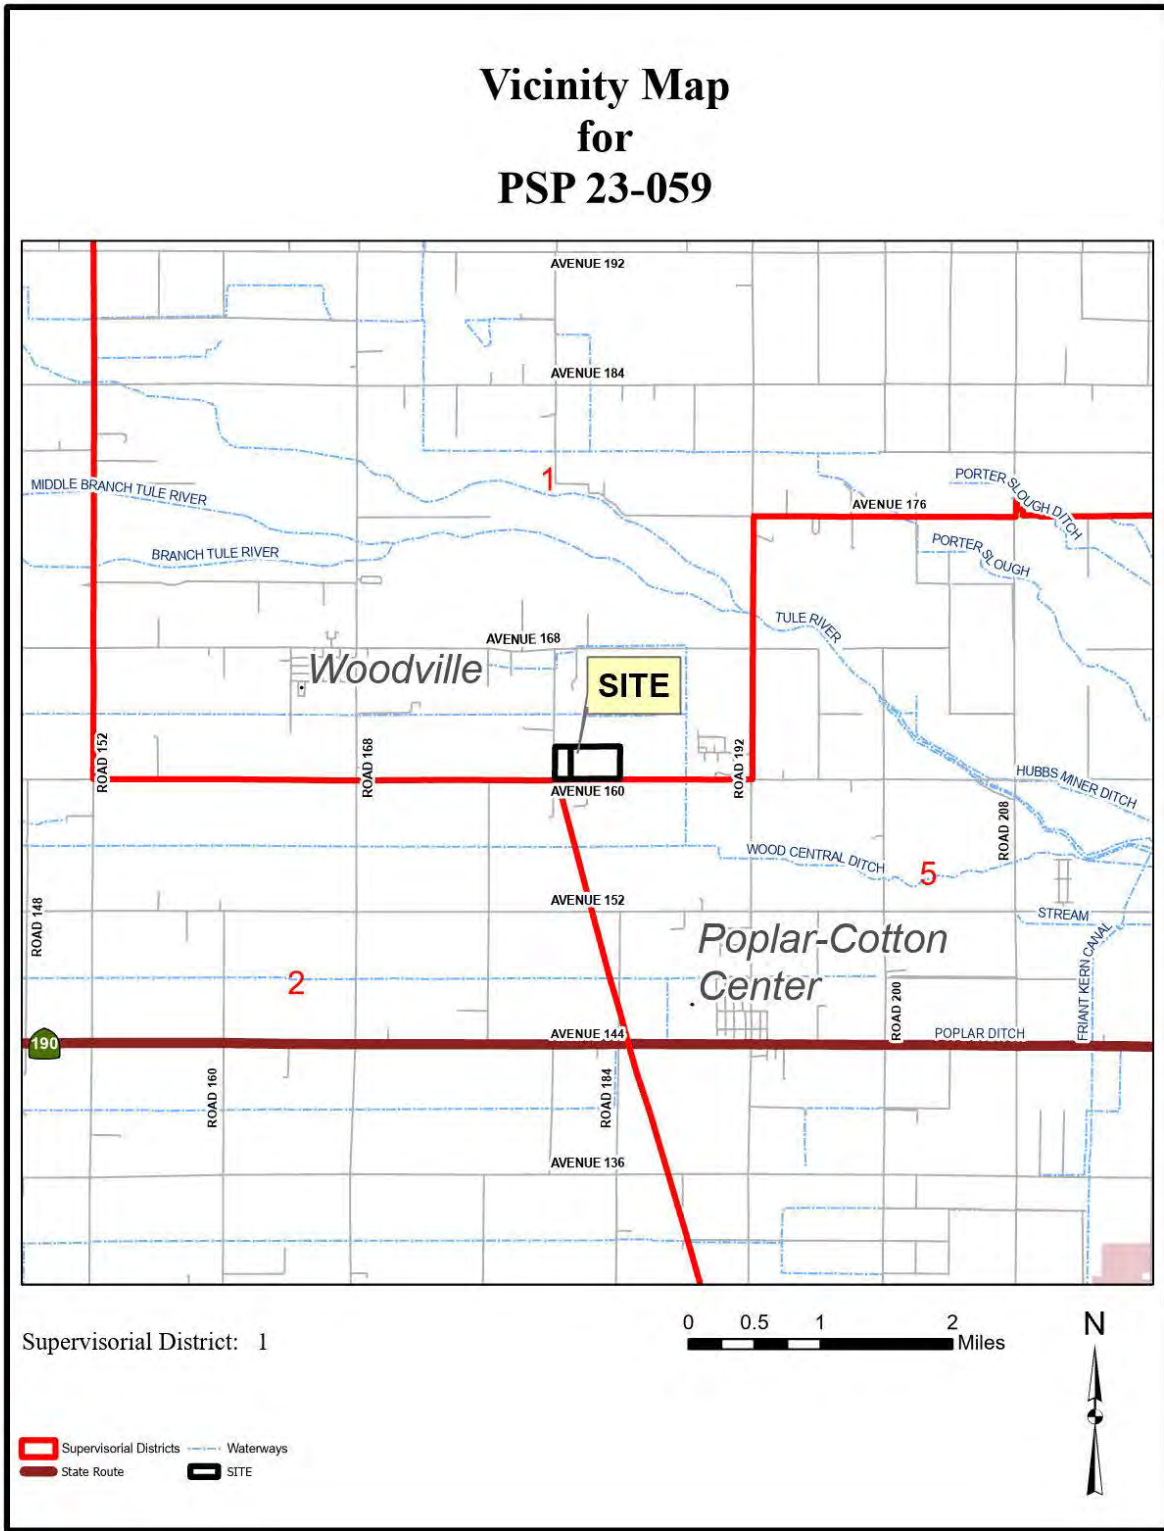 Vicinity Map
for
PSP 23-059
AVENUE 192
AVENUE 184
1
MIDDLE BRANCH TULE RIVER
PORTER SLOUGH DITCH
AVENUE 176
BRANCH TULE RIVER
PORTER SLOUGH
TULE RIVER
AVENUE 168
Woodville
SITE
ROAD 152
ROAD 168
ROAD 192
HUBBS MINER DITCH
AVENUE 160
ROAD 208
WOOD CENTRAL DITCH
5
AVENUE 152
STREAM
ROAD 148
Poplar-Cotton
Center
FRIANT KERN CANAL
2
ROAD 200
190
AVENUE 144
POPLAR DITCH
ROAD 160
ROAD 184
AVENUE 136
Supervisorial District: 1
0 0.5 1 2
Miles
N
Supervisorial Districts
Waterways
State Route
SITE